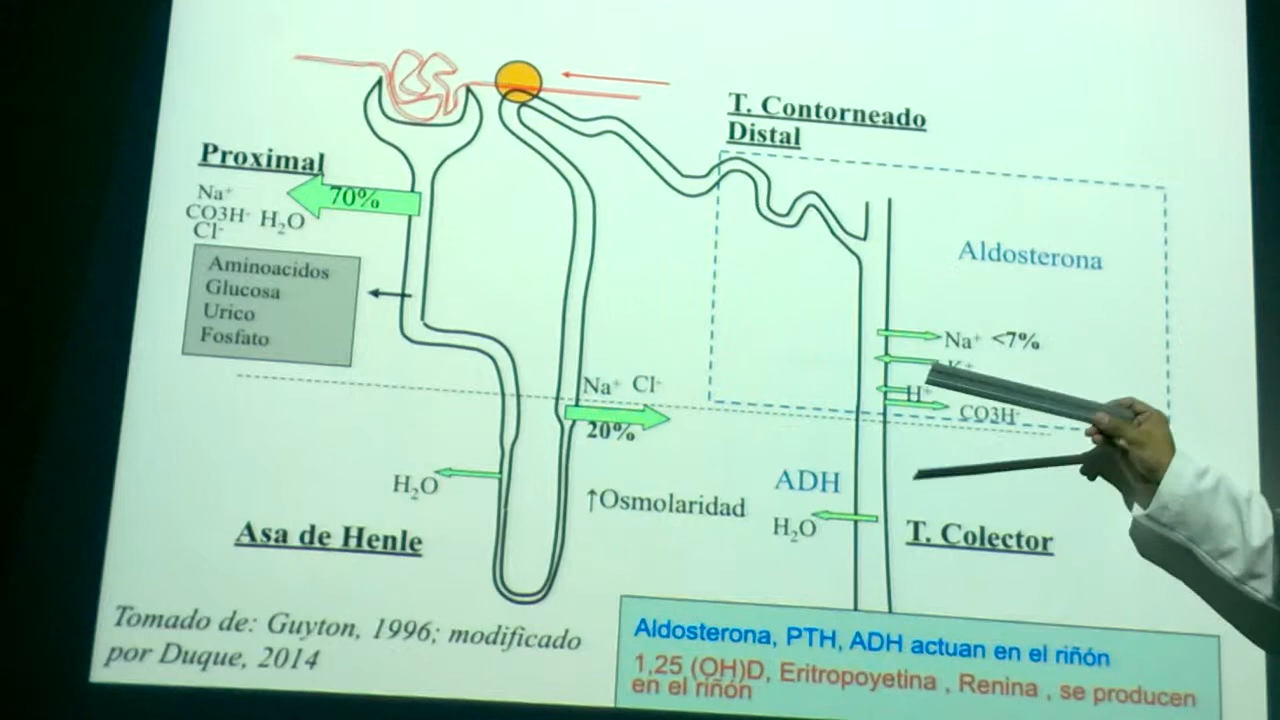 T. Contorneado
Distal
Proximal
70%
Na+
CO3H- H2O
Cl-
Aminoacidos
Glucosa
Urico
Fosfato
Aldosterona
Na+ <7%
K+
H+
CO3H-
Na+ Cl-
20%
H2O
↑Osmolaridad
ADH
H2O
Asa de Henle
T. Colector
Tomado de: Guyton, 1996; modificado
por Duque, 2014
Aldosterona, PTH, ADH actuan en el riñón
1,25 (OH)D, Eritropoyetina , Renina , se producen
en el riñón